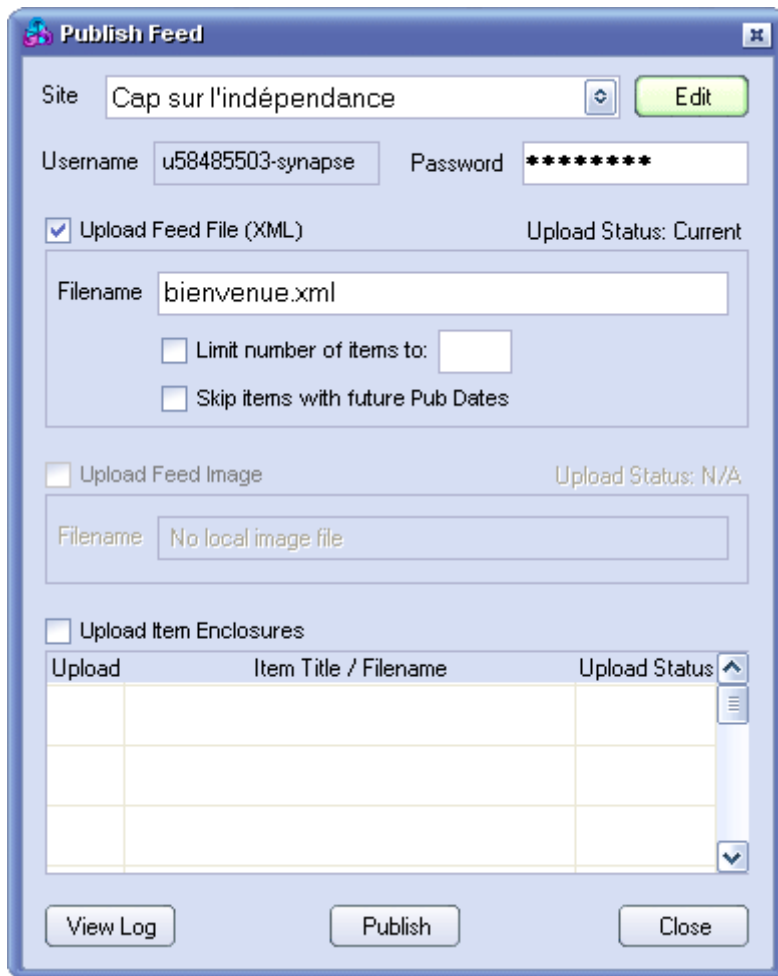 Publish Feed
Site Cap sur l'indépendance Edit
Username u58485503-synapse Password ********
Upload Feed File (XML) Upload Status: Current
Filename bienvenue.xml
Limit number of items to:
Skip items with future Pub Dates
Upload Feed Image Upload Status: N/A
Filename No local image file
Upload Item Enclosures
Upload Item Title / Filename Upload Status
View Log Publish Close